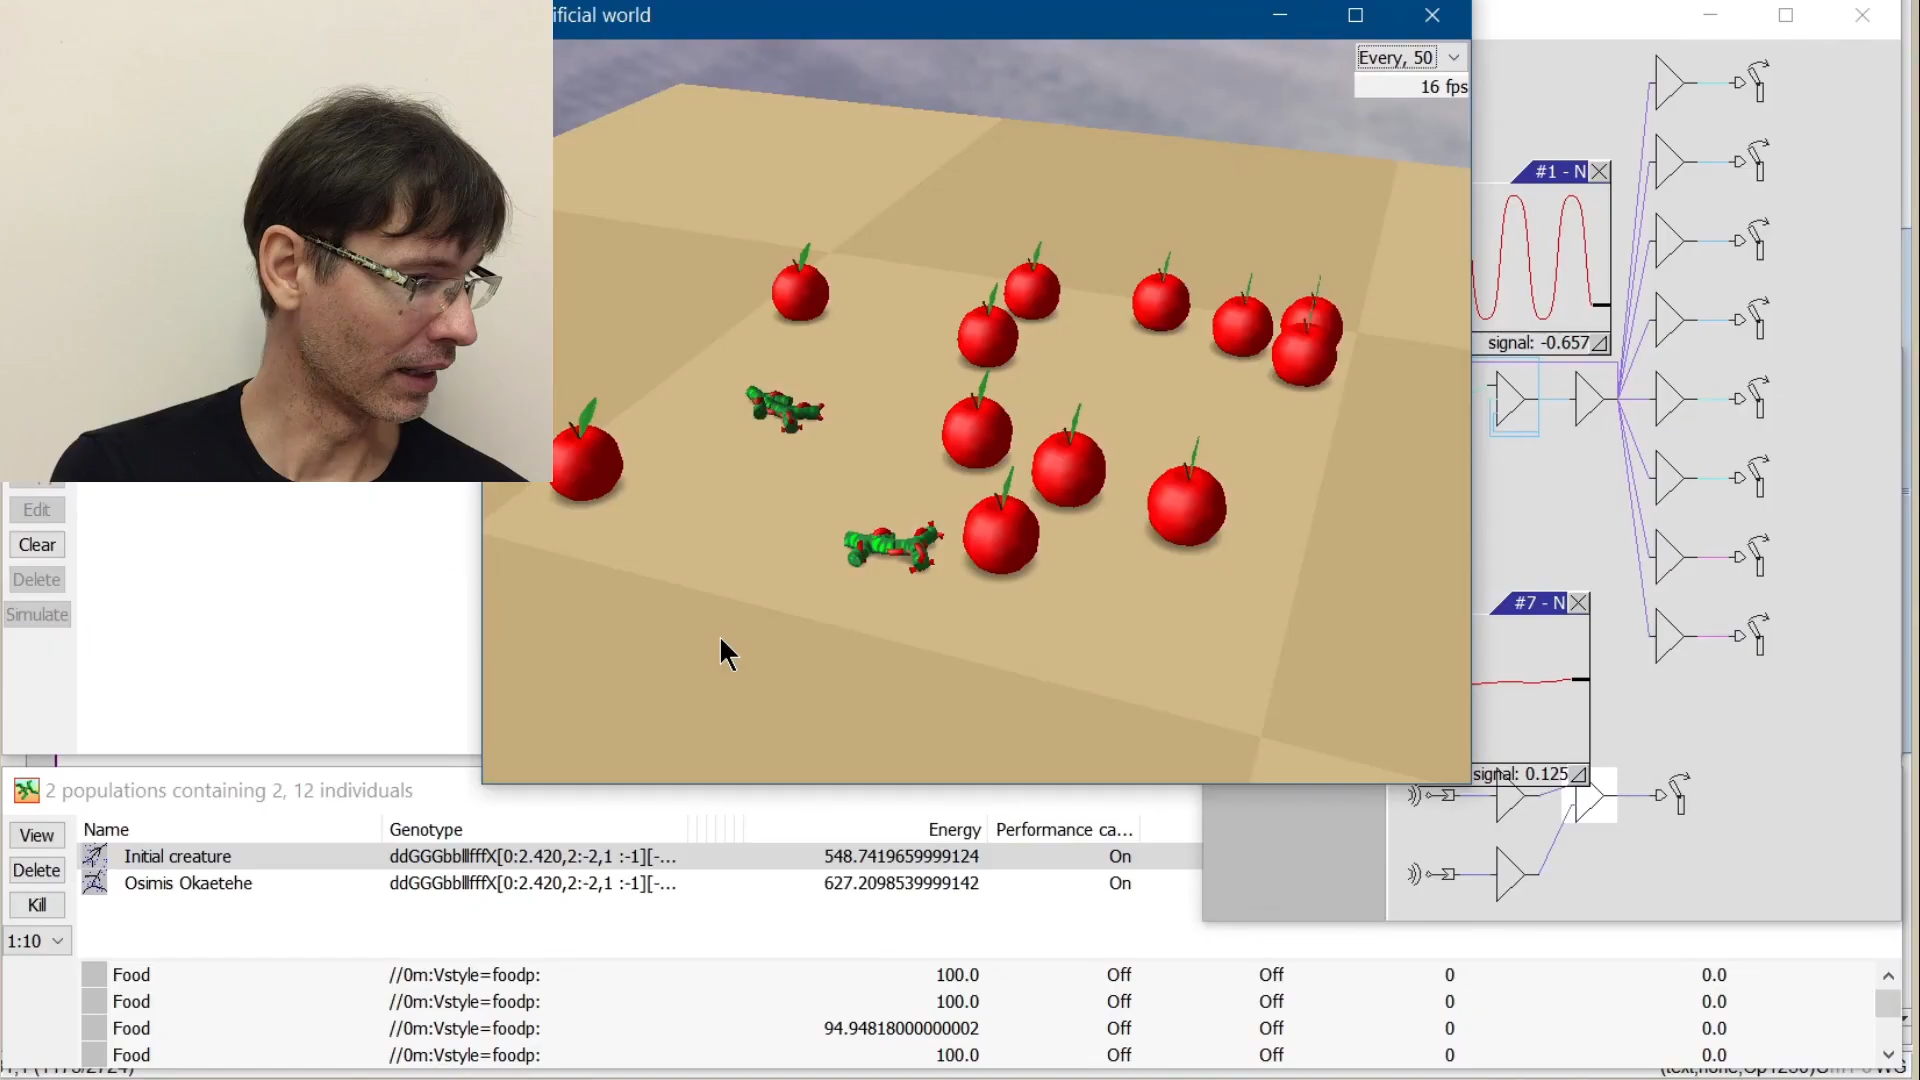 ificial world
Every, 50
16 fps
#1 - N
signal: -0.657
Edit
Clear
Delete
Simulate
#7 - N
signal: 0.125
2 populations containing 2, 12 individuals
View
Name Genotype Energy Performance ca...
Initial creature ddGGGbbllfffX[0:2.420,2:-2,1 :-1][-... 548.7419659999124 On
Delete
Osimis Okaetehe ddGGGbbllfffX[0:2.420,2:-2,1 :-1][-... 627.2098539999142 On
Kill
1:10
Food //0m:Vstyle=foodp: 100.0 Off Off 0 0.0
Food //0m:Vstyle=foodp: 100.0 Off Off 0 0.0
Food //0m:Vstyle=foodp: 94.94818000000002 Off Off 0 0.0
Food //0m:Vstyle=foodp: 100.0 Off Off 0 0.0